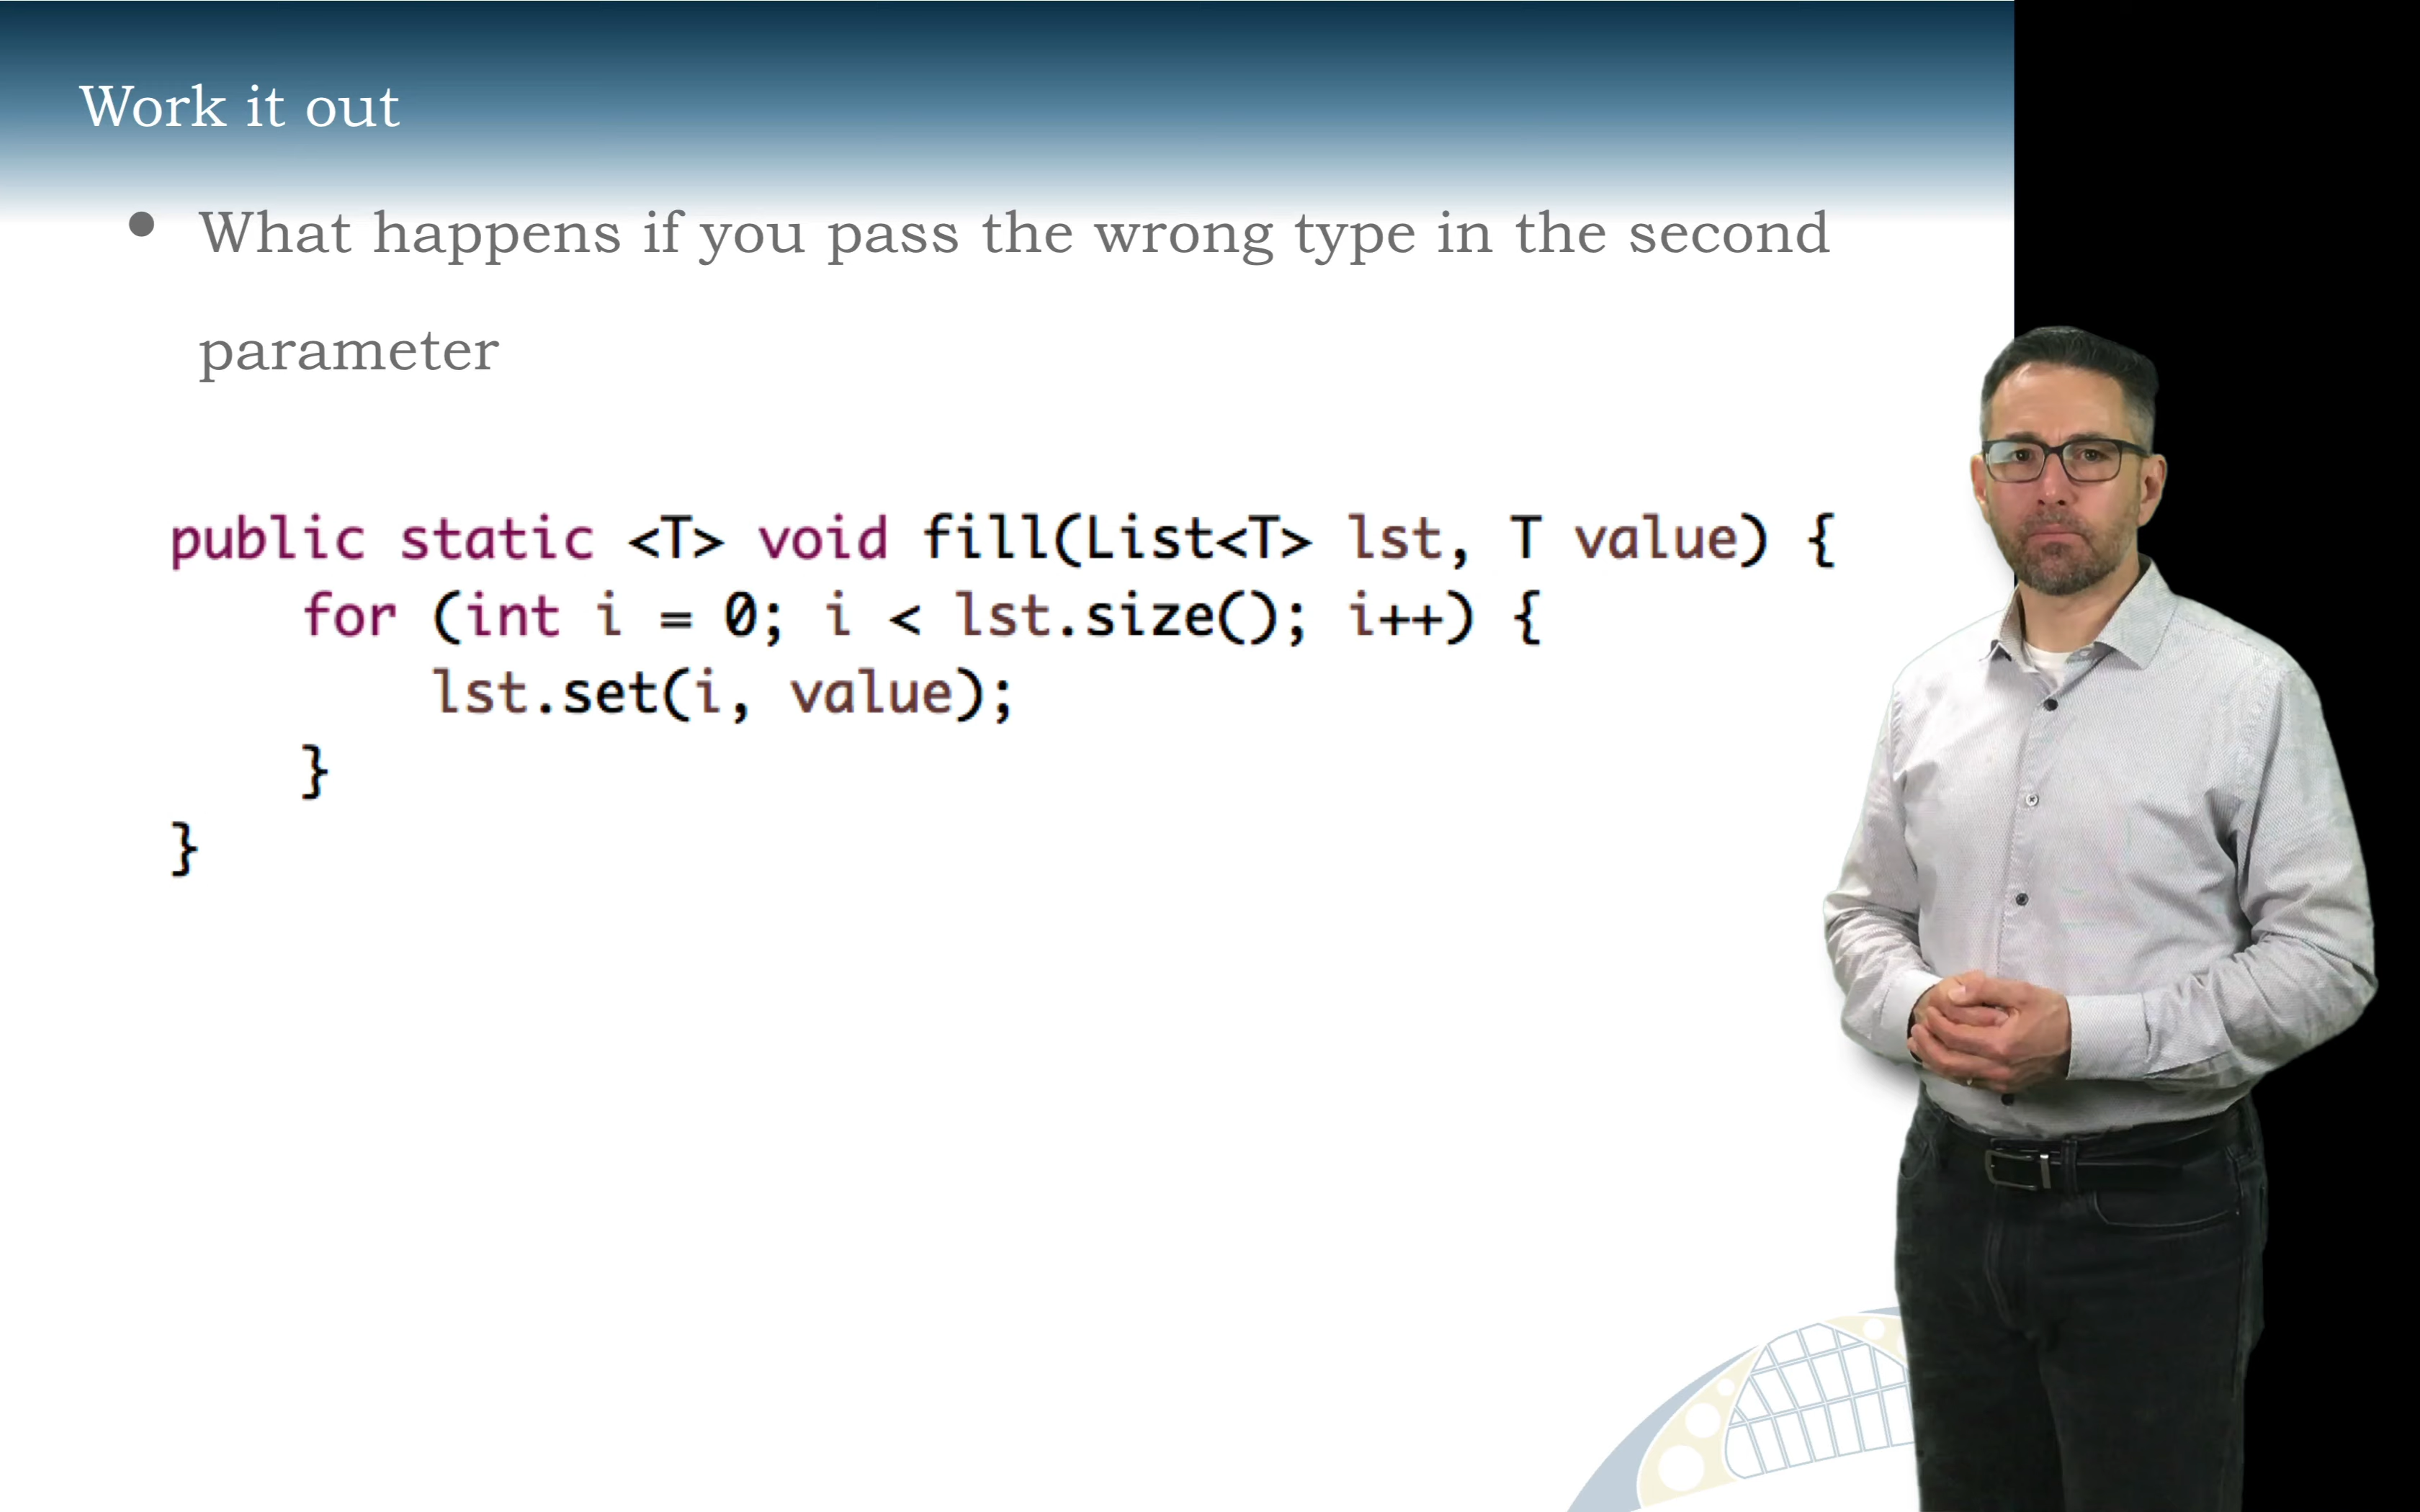 Work it out
• What happens if you pass the wrong type in the second
parameter
public static <T> void fill(List<T> lst, T value) {
for (int i = 0; i < lst.size(); i++) {
lst.set(i, value);
}
}